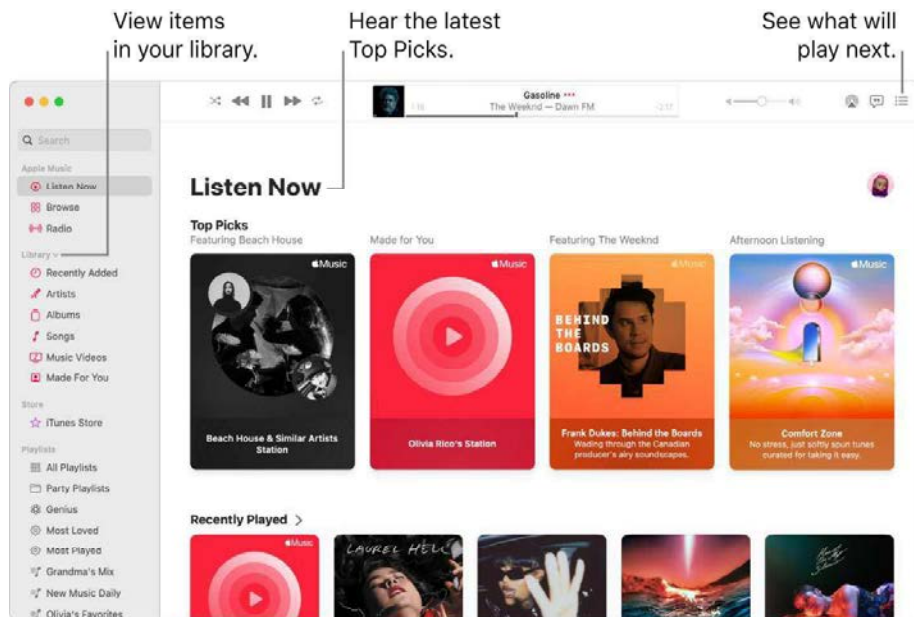 View items
in your library.
Hear the latest
Top Picks.
See what will
play next.
Gasoline
1:18
The Weeknd — Dawn FM
-2:17
Search
Apple Music
Listen Now
Browse
Radio
Library
Recently Added
Artists
Albums
Songs
Music Videos
Made For You
Store
iTunes Store
Playlists
All Playlists
Party Playlists
Genius
Most Loved
Most Played
Grandma's Mix
New Music Daily
Olivia's Favorites
Listen Now
Top Picks
Featuring Beach House
Music
Beach House & Similar Artists
Station
Made for You
Music
Olivia Rico's Station
Featuring The Weeknd
Music
BEHIND
THE
BOARDS
Frank Dukes: Behind the Boards
Wading through the Canadian
producer's airy soundscapes.
Afternoon Listening
Music
Comfort Zone
No stress, just softly spun tunes
curated for taking it easy.
Recently Played
Music
LAUREL HELL